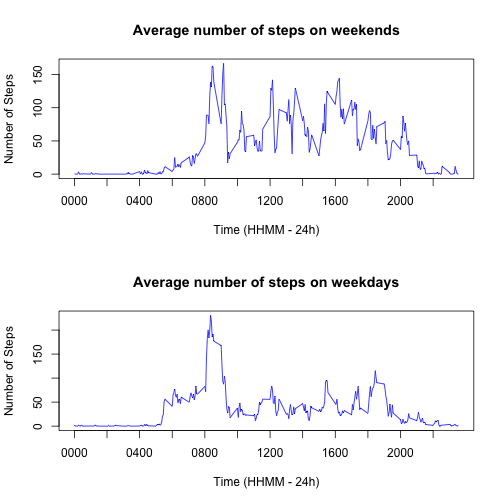 Average number of steps on weekends
Number of Steps
150
100
50
0
0000 0400 0800 1200 1600 2000
Time (HHMM - 24h)
Average number of steps on weekdays
Number of Steps
150
50
0
0000 0400 0800 1200 1600 2000
Time (HHMM - 24h)